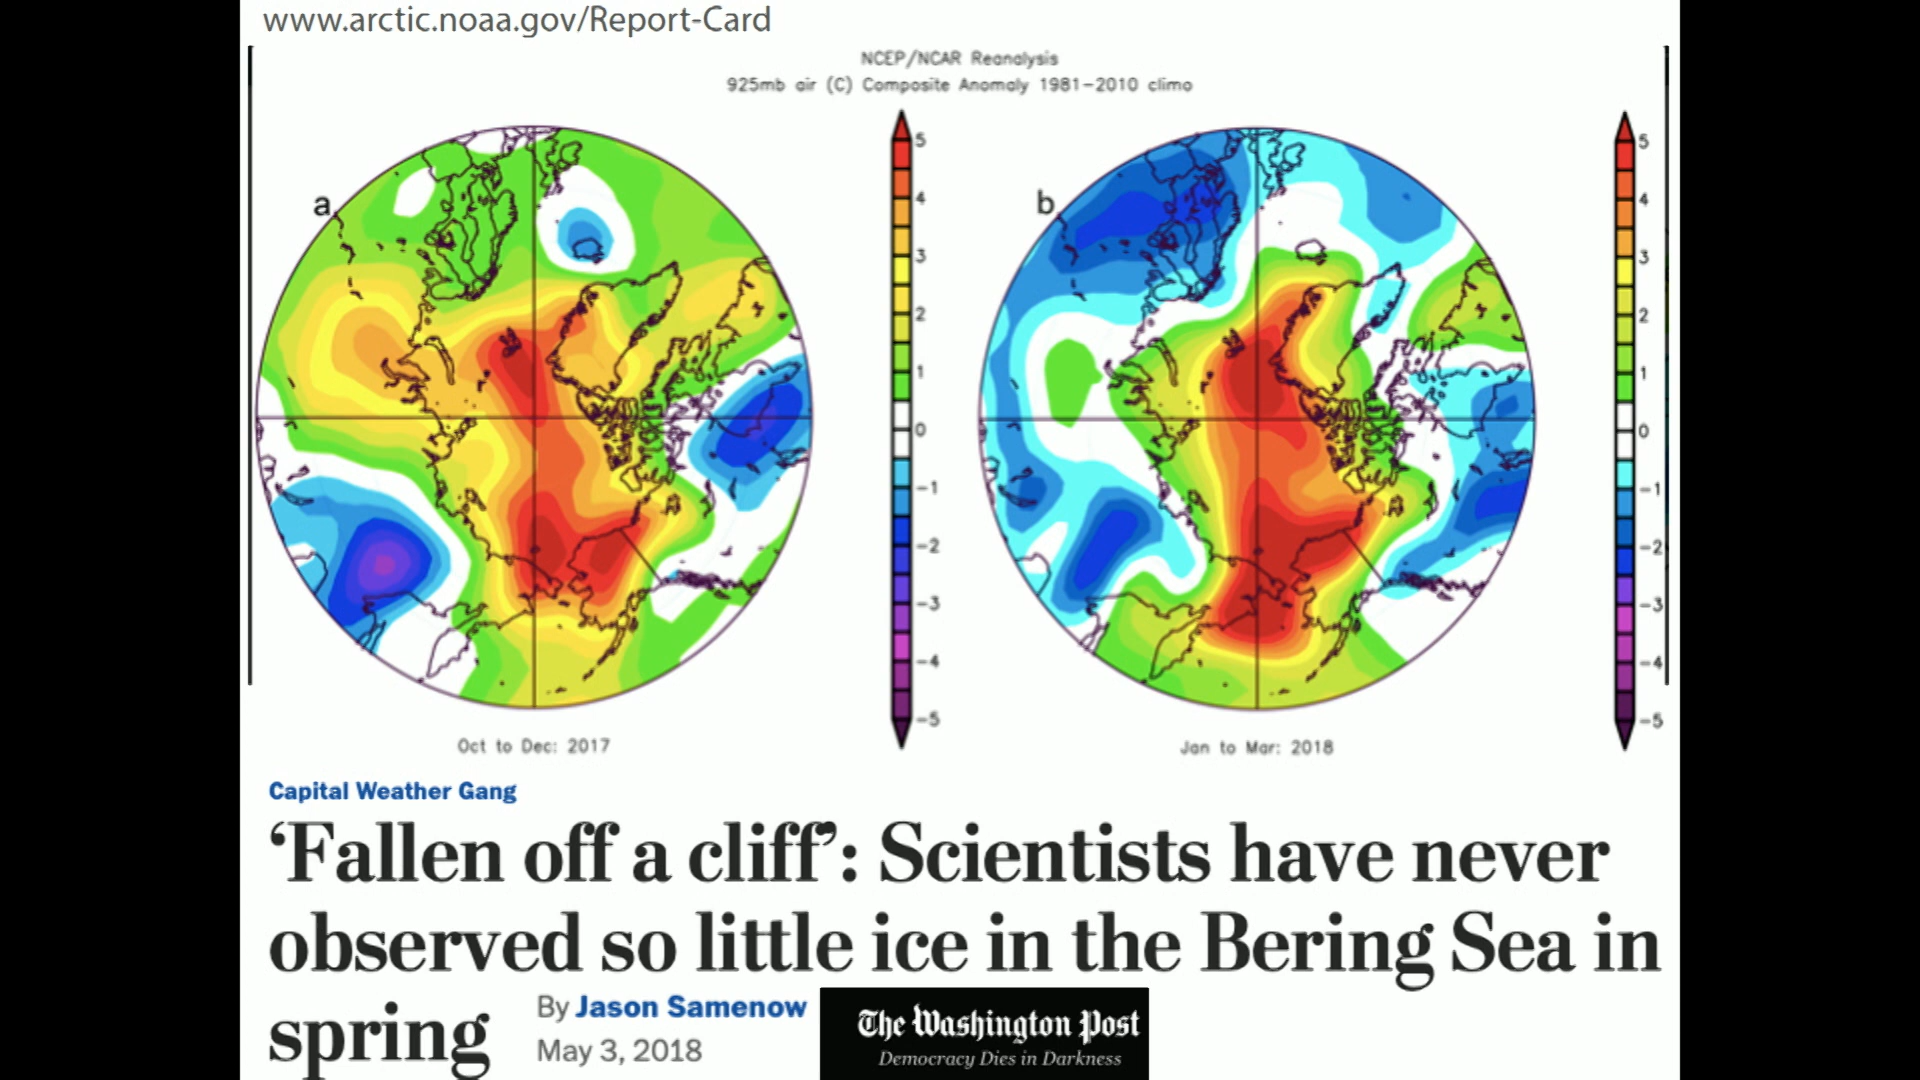 www.arctic.noaa.gov/Report-Card
NCEP/NCAR Reanalysis
925mb air (C) Composite Anomaly 1981-2010 climo
a
5
4
3
2
1
0
-1
-2
-3
-4
-5
Oct to Dec: 2017
b
5
4
3
2
1
0
-1
-2
-3
-4
-5
Jan to Mar: 2018
Capital Weather Gang
‘Fallen off a cliff’: Scientists have never
observed so little ice in the Bering Sea in
spring
By Jason Samenow
May 3, 2018
The Washington Post
Democracy Dies in Darkness